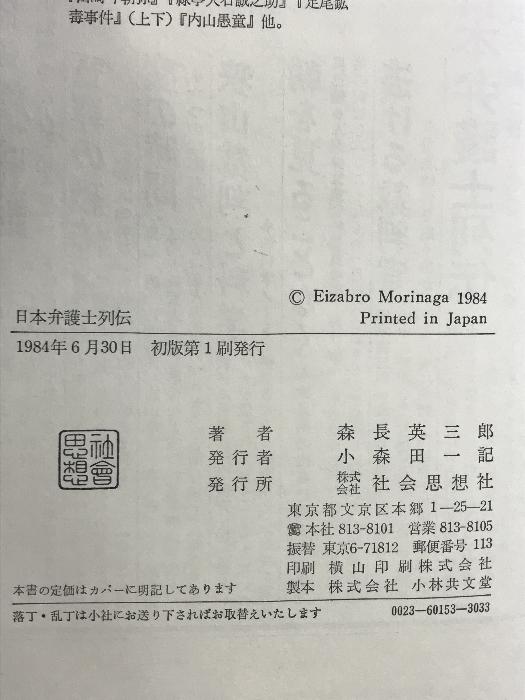 毒事件』（上下）『内山愚童』他。
© Eizabro Morinaga 1984
Printed in Japan
日本弁護士列伝
1984年6月30日　初版第1刷発行
社會思想
著者　森長英三郎
発行者　小森田一記
発行所　株式会社 社会思想社
東京都文京区本郷 1—25—21
本社 813-8101　営業 813-8105
振替 東京6-71812　郵便番号 113
印刷　横山印刷株式会社
製本　株式会社　小林共文堂
本書の定価はカバーに明記してあります
落丁・乱丁は小社にお送り下さればお取替えいたします
0023—60153—3033